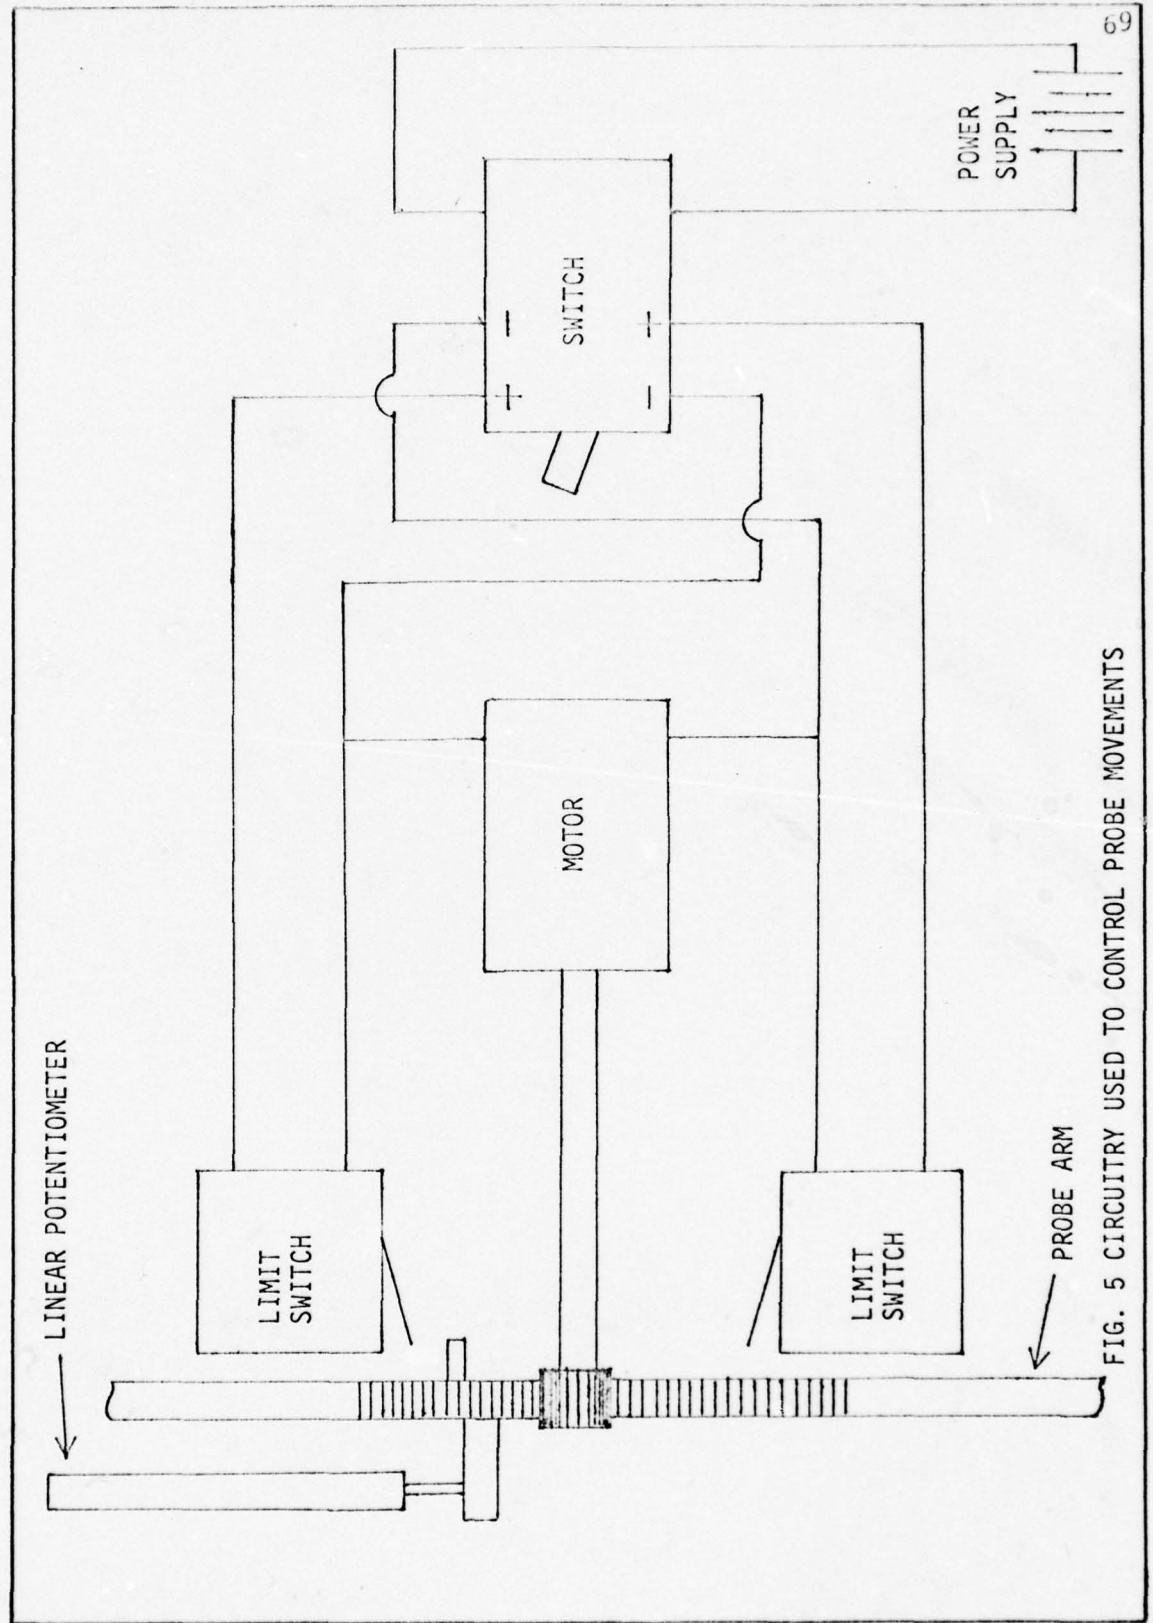 69
LINEAR POTENTIOMETER
LIMIT
SWITCH
MOTOR
SWITCH
+
−
−
+
POWER
SUPPLY
LIMIT
SWITCH
PROBE ARM
FIG. 5 CIRCUITRY USED TO CONTROL PROBE MOVEMENTS